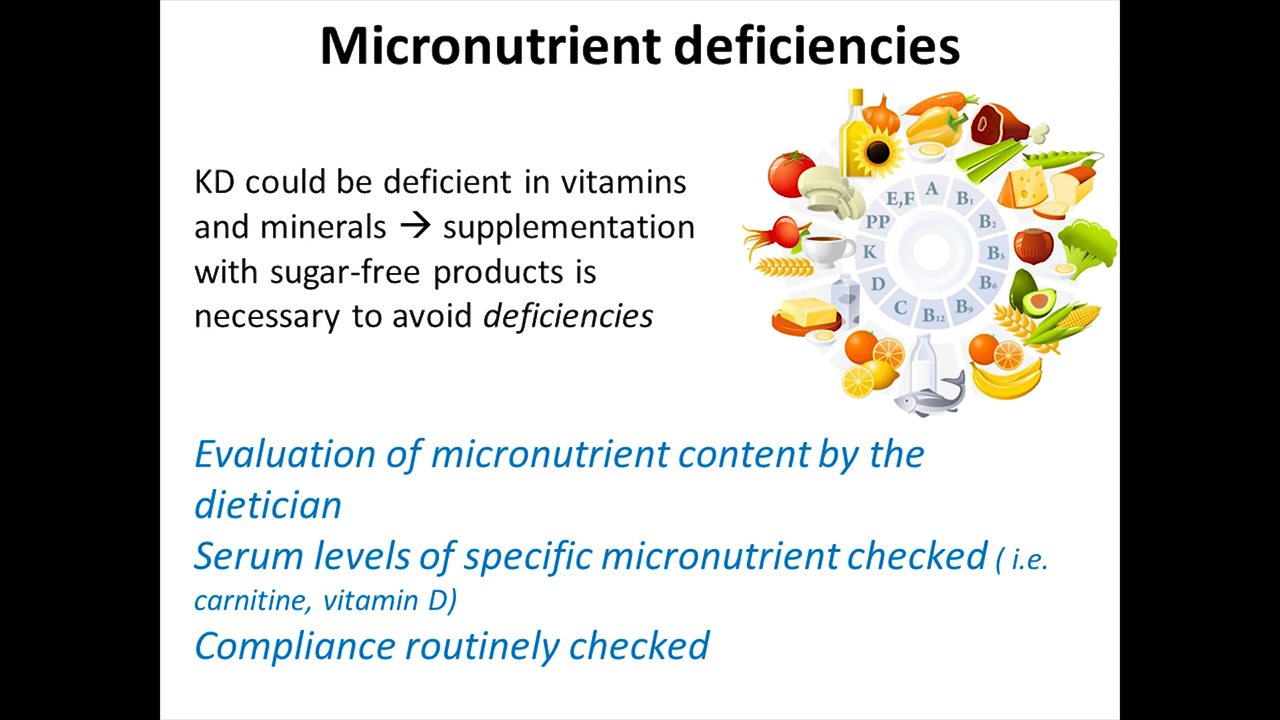 Micronutrient deficiencies
KD could be deficient in vitamins
and minerals → supplementation
with sugar-free products is
necessary to avoid deficiencies
A
B1
B2
B5
B6
B9
B12
C
D
K
PP
E,F
Evaluation of micronutrient content by the
dietician
Serum levels of specific micronutrient checked ( i.e.
carnitine, vitamin D)
Compliance routinely checked